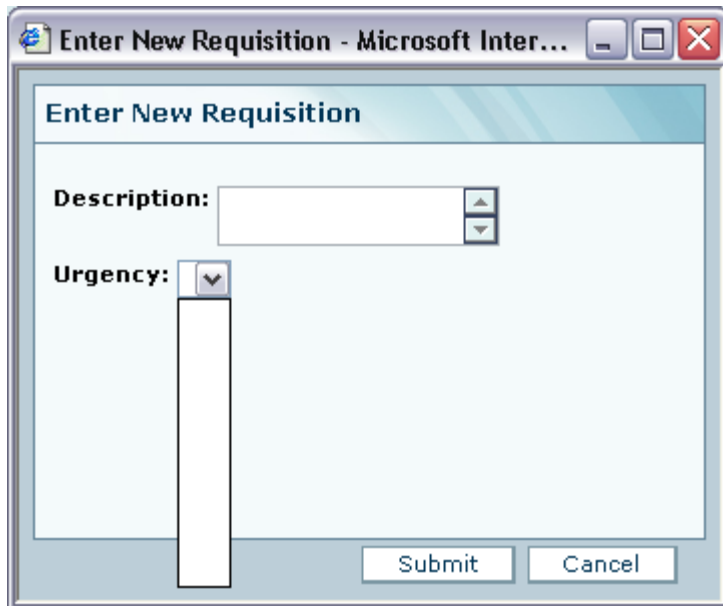 Enter New Requisition - Microsoft Inter...
Enter New Requisition
Description:
Urgency:
Submit Cancel